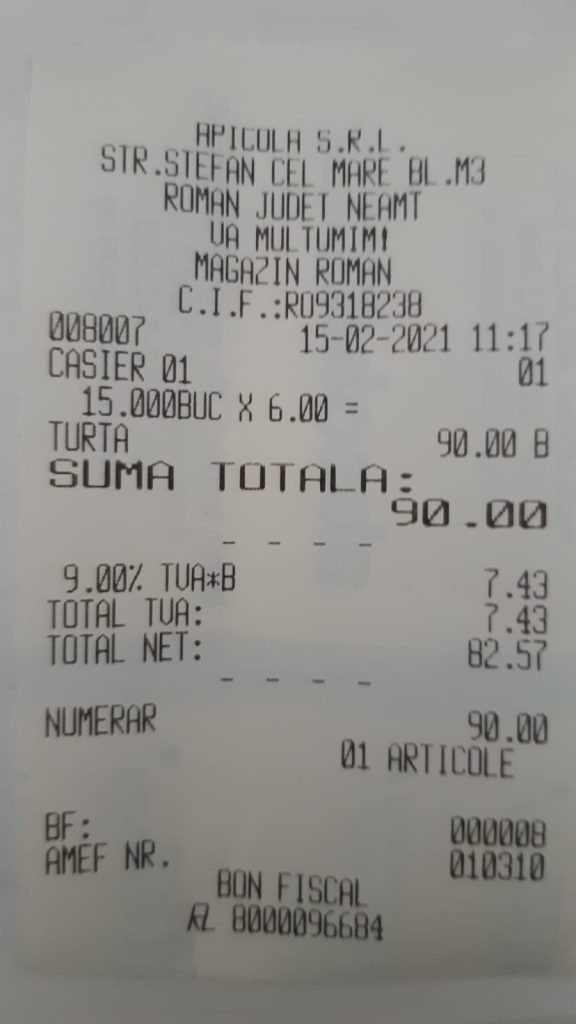 APICOLA S.R.L.
STR.STEFAN CEL MARE BL.M3
ROMAN JUDET NEAMT
VA MULTUMIM!
MAGAZIN ROMAN
C.I.F.:RO9318238
008007 15-02-2021 11:17
CASIER 01 01
15.000BUC X 6.00 =
TURTA 90.00 B
SUMA TOTALA:
90.00
- - - -
9.00% TVA*B 7.43
TOTAL TVA: 7.43
TOTAL NET: 82.57
- - - -
NUMERAR 90.00
01 ARTICOLE
BF: 000008
AMEF NR. 010310
BON FISCAL
8000096684